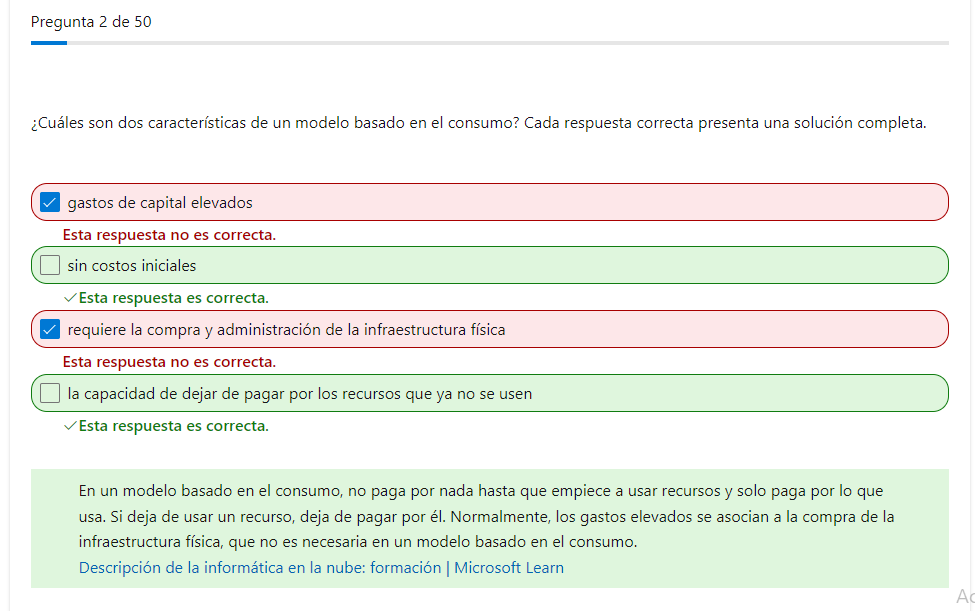 Pregunta 2 de 50
¿Cuáles son dos características de un modelo basado en el consumo? Cada respuesta correcta presenta una solución completa.
gastos de capital elevados
Esta respuesta no es correcta.
sin costos iniciales
Esta respuesta es correcta.
requiere la compra y administración de la infraestructura física
Esta respuesta no es correcta.
la capacidad de dejar de pagar por los recursos que ya no se usen
Esta respuesta es correcta.
En un modelo basado en el consumo, no paga por nada hasta que empiece a usar recursos y solo paga por lo que
usa. Si deja de usar un recurso, deja de pagar por él. Normalmente, los gastos elevados se asocian a la compra de la
infraestructura física, que no es necesaria en un modelo basado en el consumo.
Descripción de la informática en la nube: formación | Microsoft Learn